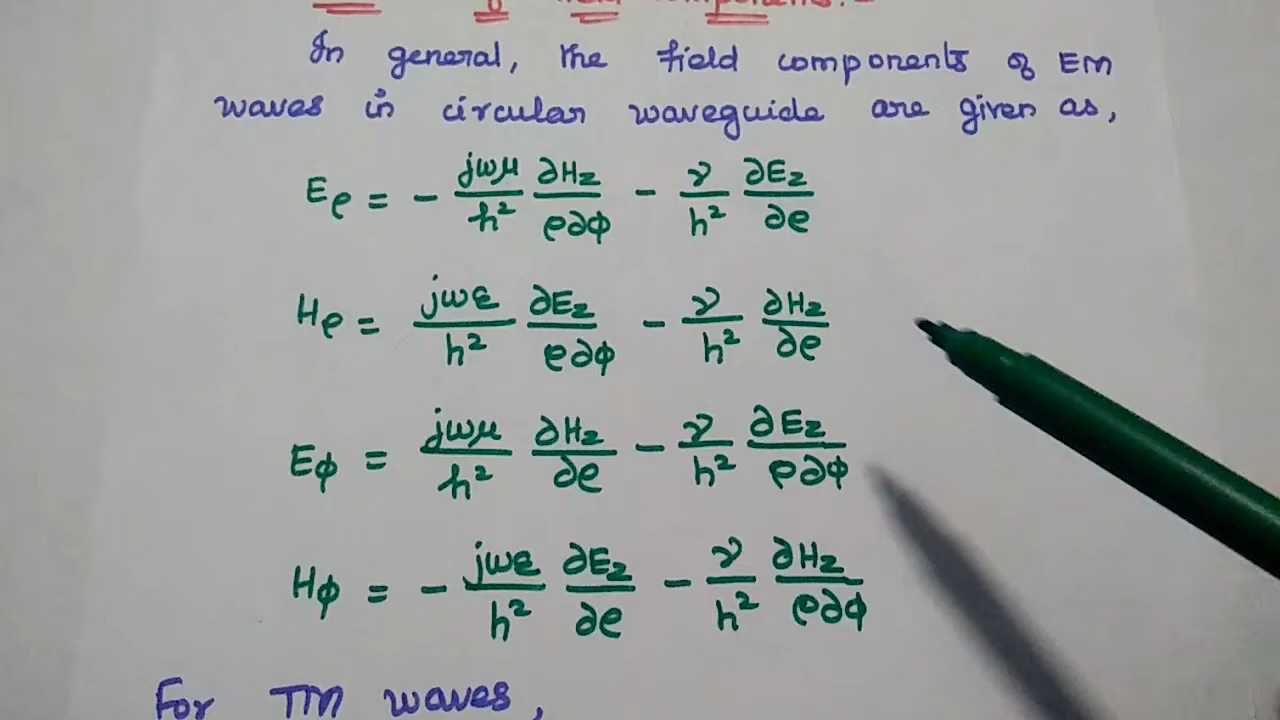 In general, the field components of EM
waves in circular waveguide are given as,
Eρ = - jωμ/h² ∂Hz/ρ∂φ - γ/h² ∂Ez/∂ρ
Hρ = jωε/h² ∂Ez/ρ∂φ - γ/h² ∂Hz/∂ρ
Eφ = jωμ/h² ∂Hz/∂ρ - γ/h² ∂Ez/ρ∂φ
Hφ = - jωε/h² ∂Ez/∂ρ - γ/h² ∂Hz/ρ∂φ
For TM waves,